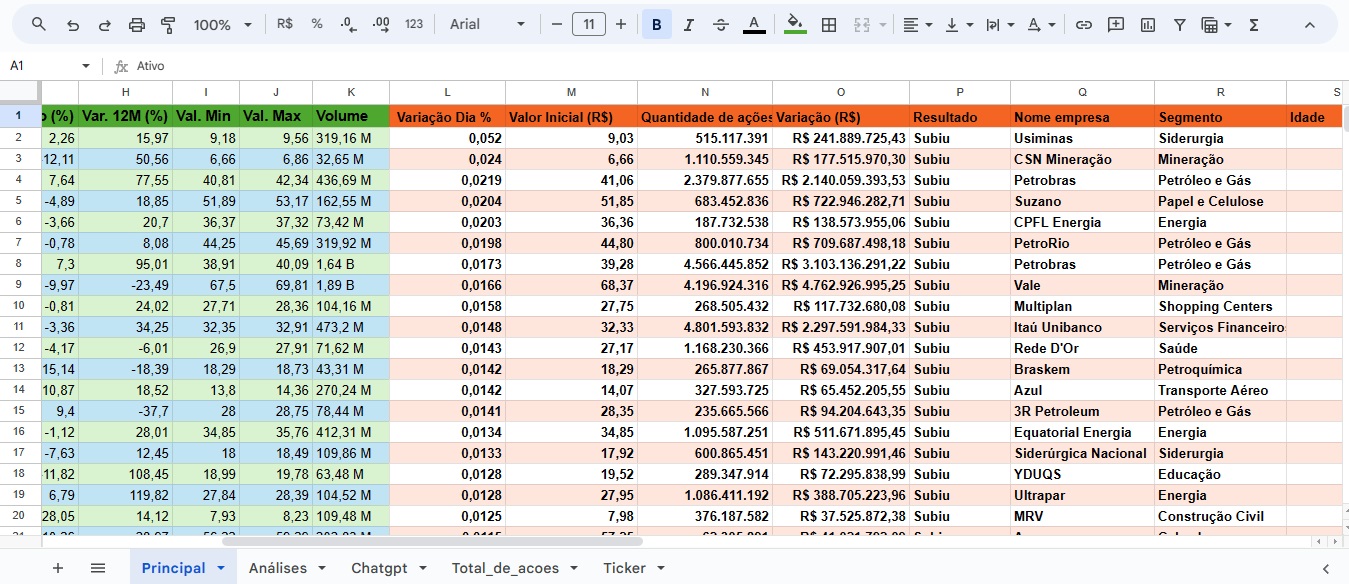 100% R$ % .0 .00 123 Arial 11 B I A
A1 fx Ativo
H I J K L M N O P Q R S
1 (%) Var. 12M (%) Val. Min Val. Max Volume Variação Dia % Valor Inicial (R$) Quantidade de ações Variação (R$) Resultado Nome empresa Segmento Idade
2 2,26 15,97 9,18 9,56 319,16 M 0,052 9,03 515.117.391 R$ 241.889.725,43 Subiu Usiminas Siderurgia
3 -12,11 50,56 6,66 6,86 32,65 M 0,024 6,66 1.110.559.345 R$ 177.515.970,30 Subiu CSN Mineração Mineração
4 7,64 77,55 40,81 42,34 436,69 M 0,0219 41,06 2.379.877.655 R$ 2.140.059.393,53 Subiu Petrobras Petróleo e Gás
5 -4,89 18,85 51,89 53,17 162,55 M 0,0204 51,85 683.452.836 R$ 722.946.282,71 Subiu Suzano Papel e Celulose
6 -3,66 20,7 36,37 37,32 73,42 M 0,0203 36,36 187.732.538 R$ 138.573.955,06 Subiu CPFL Energia Energia
7 -0,78 8,08 44,25 45,69 319,92 M 0,0198 44,80 800.010.734 R$ 709.687.498,18 Subiu PetroRio Petróleo e Gás
8 7,3 95,01 38,91 40,09 1,64 B 0,0173 39,28 4.566.445.852 R$ 3.103.136.291,22 Subiu Petrobras Petróleo e Gás
9 -9,97 -23,49 67,5 69,81 1,89 B 0,0166 68,37 4.196.924.316 R$ 4.762.926.995,25 Subiu Vale Mineração
10 -0,81 24,02 27,71 28,36 104,16 M 0,0158 27,75 268.505.432 R$ 117.732.680,08 Subiu Multiplan Shopping Centers
11 -3,36 34,25 32,35 32,91 473,2 M 0,0148 32,33 4.801.593.832 R$ 2.297.591.984,33 Subiu Itaú Unibanco Serviços Financeiro
12 -4,17 -6,01 26,9 27,91 71,62 M 0,0143 27,17 1.168.230.366 R$ 453.917.907,01 Subiu Rede D'Or Saúde
13 15,14 -18,39 18,29 18,73 43,31 M 0,0142 18,29 265.877.867 R$ 69.054.317,64 Subiu Braskem Petroquímica
14 10,87 18,52 13,8 14,36 270,24 M 0,0142 14,07 327.593.725 R$ 65.452.205,55 Subiu Azul Transporte Aéreo
15 9,4 -37,7 28 28,75 78,44 M 0,0141 28,35 235.665.566 R$ 94.204.643,35 Subiu 3R Petroleum Petróleo e Gás
16 -1,12 28,01 34,85 35,76 412,31 M 0,0134 34,85 1.095.587.251 R$ 511.671.895,45 Subiu Equatorial Energia Energia
17 -7,63 12,45 18 18,49 109,86 M 0,0133 17,92 600.865.451 R$ 143.220.991,46 Subiu Siderúrgica Nacional Siderurgia
18 11,82 108,45 18,99 19,78 63,48 M 0,0128 19,52 289.347.914 R$ 72.295.838,99 Subiu YDUQS Educação
19 6,79 119,82 27,84 28,39 104,52 M 0,0128 27,95 1.086.411.192 R$ 388.705.223,96 Subiu Ultrapar Energia
20 28,05 14,12 7,93 8,23 109,48 M 0,0125 7,98 376.187.582 R$ 37.525.872,38 Subiu MRV Construção Civil
Principal Análises Chatgpt Total_de_acoes Ticker